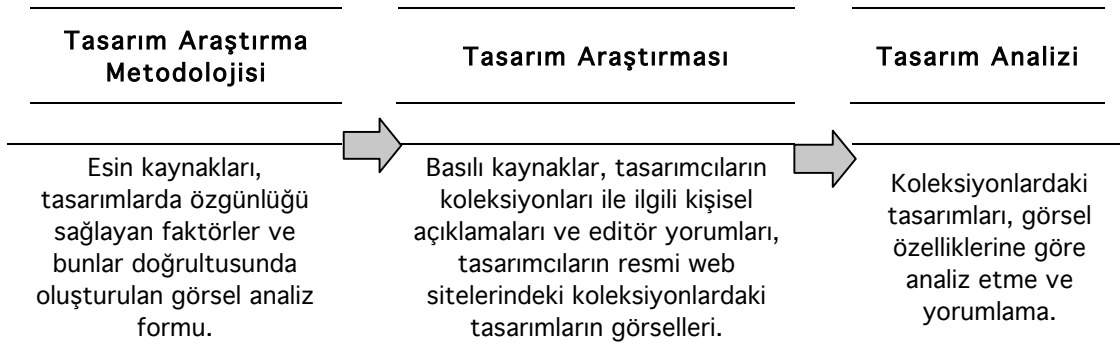 Tasarım Araştırma
Metodolojisi
Tasarım Araştırması
Tasarım Analizi
Esin kaynakları,
tasarımlarda özgünlüğü
sağlayan faktörler ve
bunlar doğrultusunda
oluşturulan görsel analiz
formu.
Basılı kaynaklar, tasarımcıların
koleksiyonları ile ilgili kişisel
açıklamaları ve editör yorumları,
tasarımcıların resmi web
sitelerindeki koleksiyonlardaki
tasarımların görselleri.
Koleksiyonlardaki
tasarımları, görsel
özelliklerine göre
analiz etme ve
yorumlama.